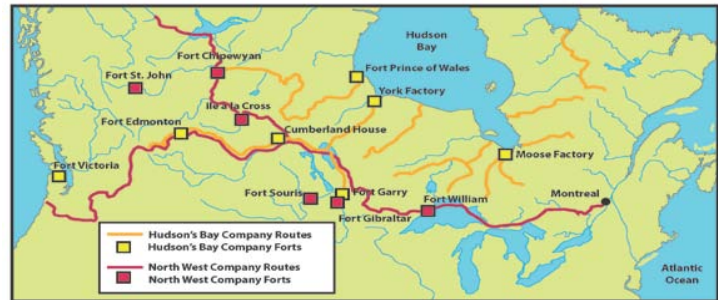 Hudson
Bay
Fort Chipewyan
Fort St. John
Fort Prince of Wales
York Factory
ile a la Cross
Fort Edmonton
Cumberland House
Moose Factory
Fort Victoria
Fort Souris
Fort Garry
Fort William
Montreal
Fort Gibraltar
Hudson's Bay Company Routes
Hudson's Bay Company Forts
North West Company Routes
North West Company Forts
Atlantic
Ocean